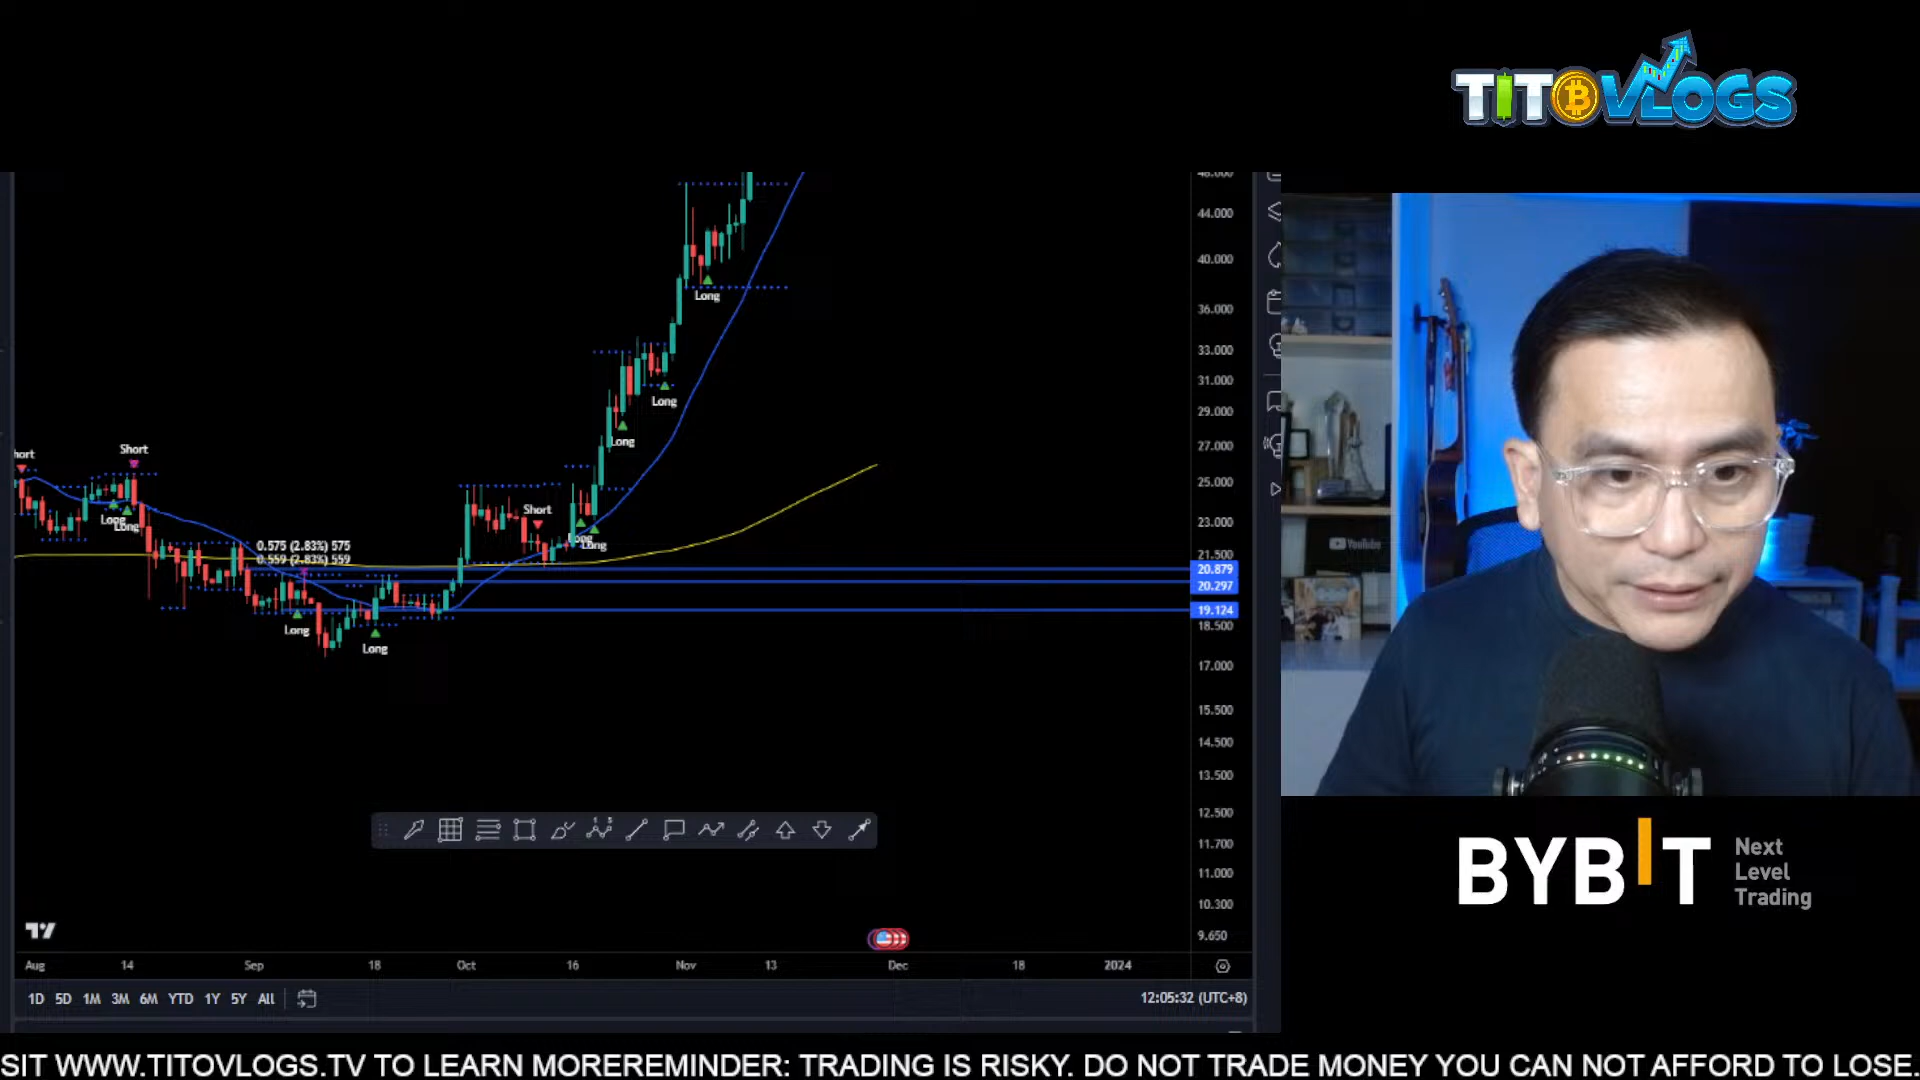 TITOVLOGS
48.000
44.000
40.000
Long
36.000
33.000
31.000
Long
29.000
Long
27.000
Short
hort
25.000
Short
23.000
Long
Long
Long
Long
0.575 (2.83%) 575
0.559 (2.83%) 559
21.500
20.879
20.297
19.124
18.500
Long
Long
17.000
15.500
14.500
13.500
12.500
11.700
11.000
10.300
9.650
Aug 14 Sep 18 Oct 16 Nov 13 Dec 18 2024
1D 5D 1M 3M 6M YTD 1Y 5Y All
12:05:32 (UTC+8)
YouTube
BYBIT
Next
Level
Trading
SIT WWW.TITOVLOGS.TV TO LEARN MOREREMINDER: TRADING IS RISKY. DO NOT TRADE MONEY YOU CAN NOT AFFORD TO LOSE.